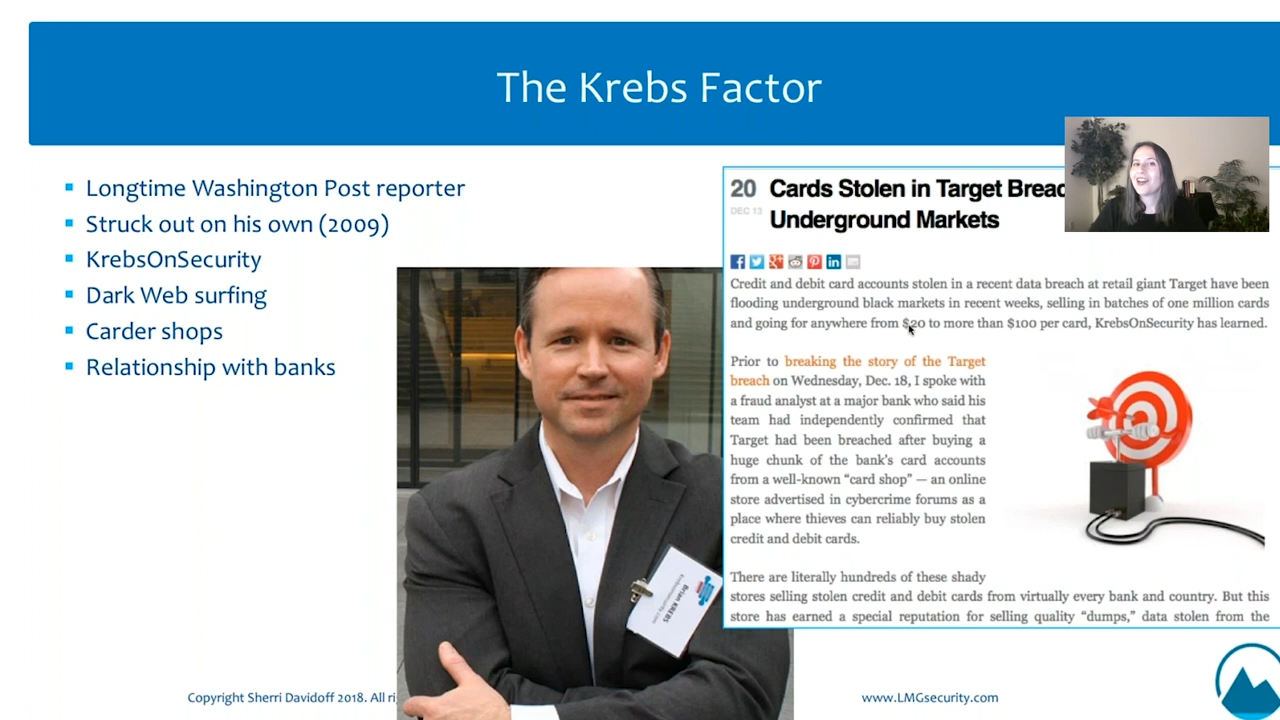 The Krebs Factor
Longtime Washington Post reporter
Struck out on his own (2009)
KrebsOnSecurity
Dark Web surfing
Carder shops
Relationship with banks
20
DEC 13
Cards Stolen in Target
Underground Markets
Credit and debit card accounts stolen in a recent data breach at retail giant Target have been
flooding underground black markets in recent weeks, selling in batches of one million cards
and going for anywhere from $20 to more than $100 per card, KrebsOnSecurity has learned.
Prior to breaking the story of the Target
breach on Wednesday, Dec. 18, I spoke with
a fraud analyst at a major bank who said his
team had independently confirmed that
Target had been breached after buying a
huge chunk of the bank's card accounts
from a well-known “card shop” — an online
store advertised in cybercrime forums as a
place where thieves can reliably buy stolen
credit and debit cards.
There are literally hundreds of these shady
stores selling stolen credit and debit cards from virtually every bank and country. But this
store has earned a special reputation for selling quality “dumps,” data stolen from the
Brian KREBS
krebsonsecurity.com
Copyright Sherri Davidoff 2018. All
www.LMGsecurity.com